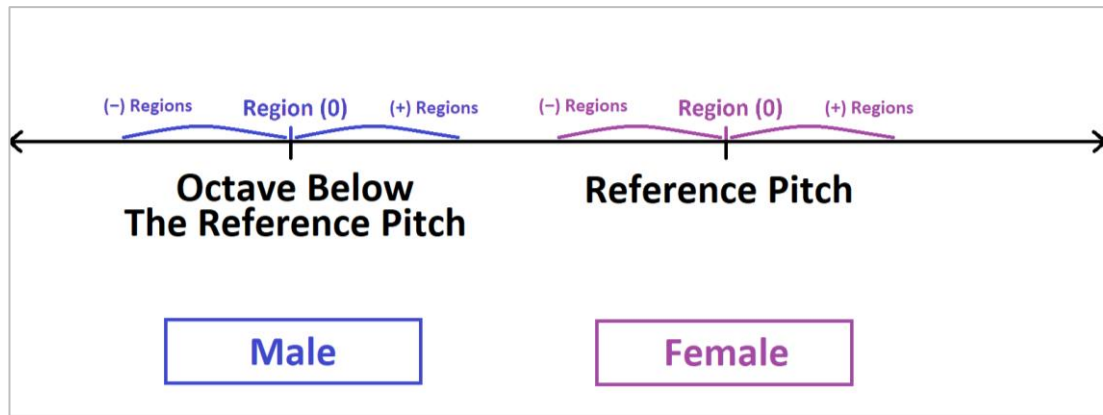 (–) Regions Region (0) (+) Regions (–) Regions Region (0) (+) Regions
Octave Below
The Reference Pitch
Reference Pitch
Male
Female